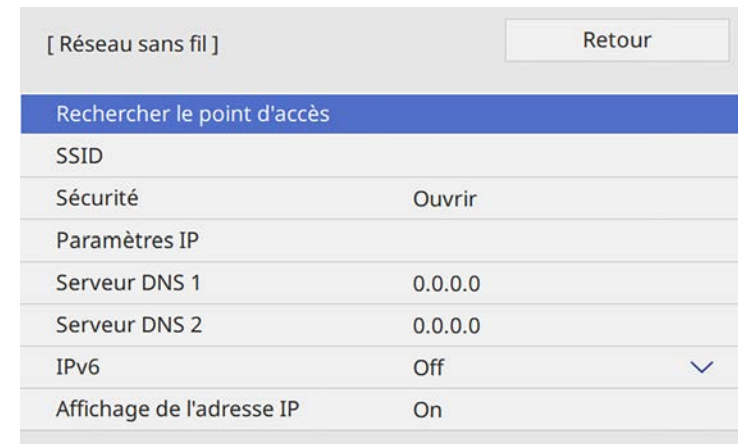 [ Réseau sans fil ]
Retour
Rechercher le point d'accès
SSID
Sécurité Ouvrir
Paramètres IP
Serveur DNS 1 0.0.0.0
Serveur DNS 2 0.0.0.0
IPv6 Off
Affichage de l'adresse IP On